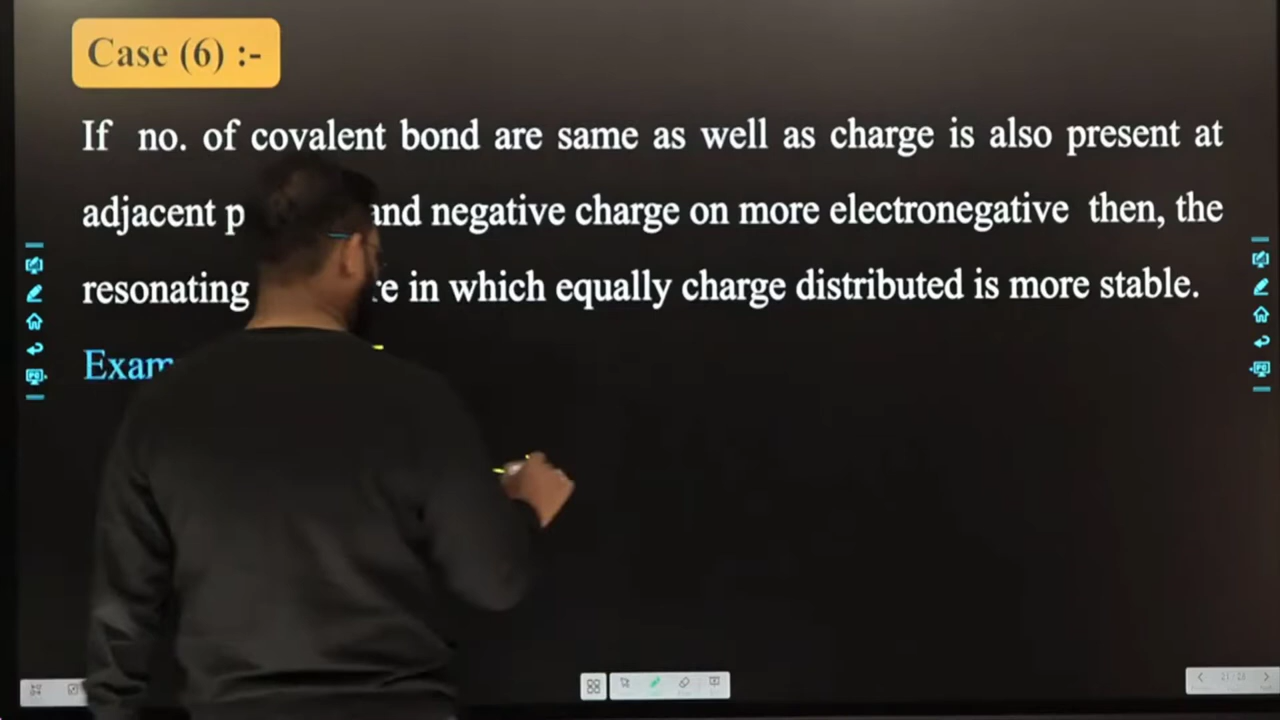 Case (6) :-
If no. of covalent bond are same as well as charge is also present at
adjacent and negative charge on more electronegative then, the
resonating in which equally charge distributed is more stable.